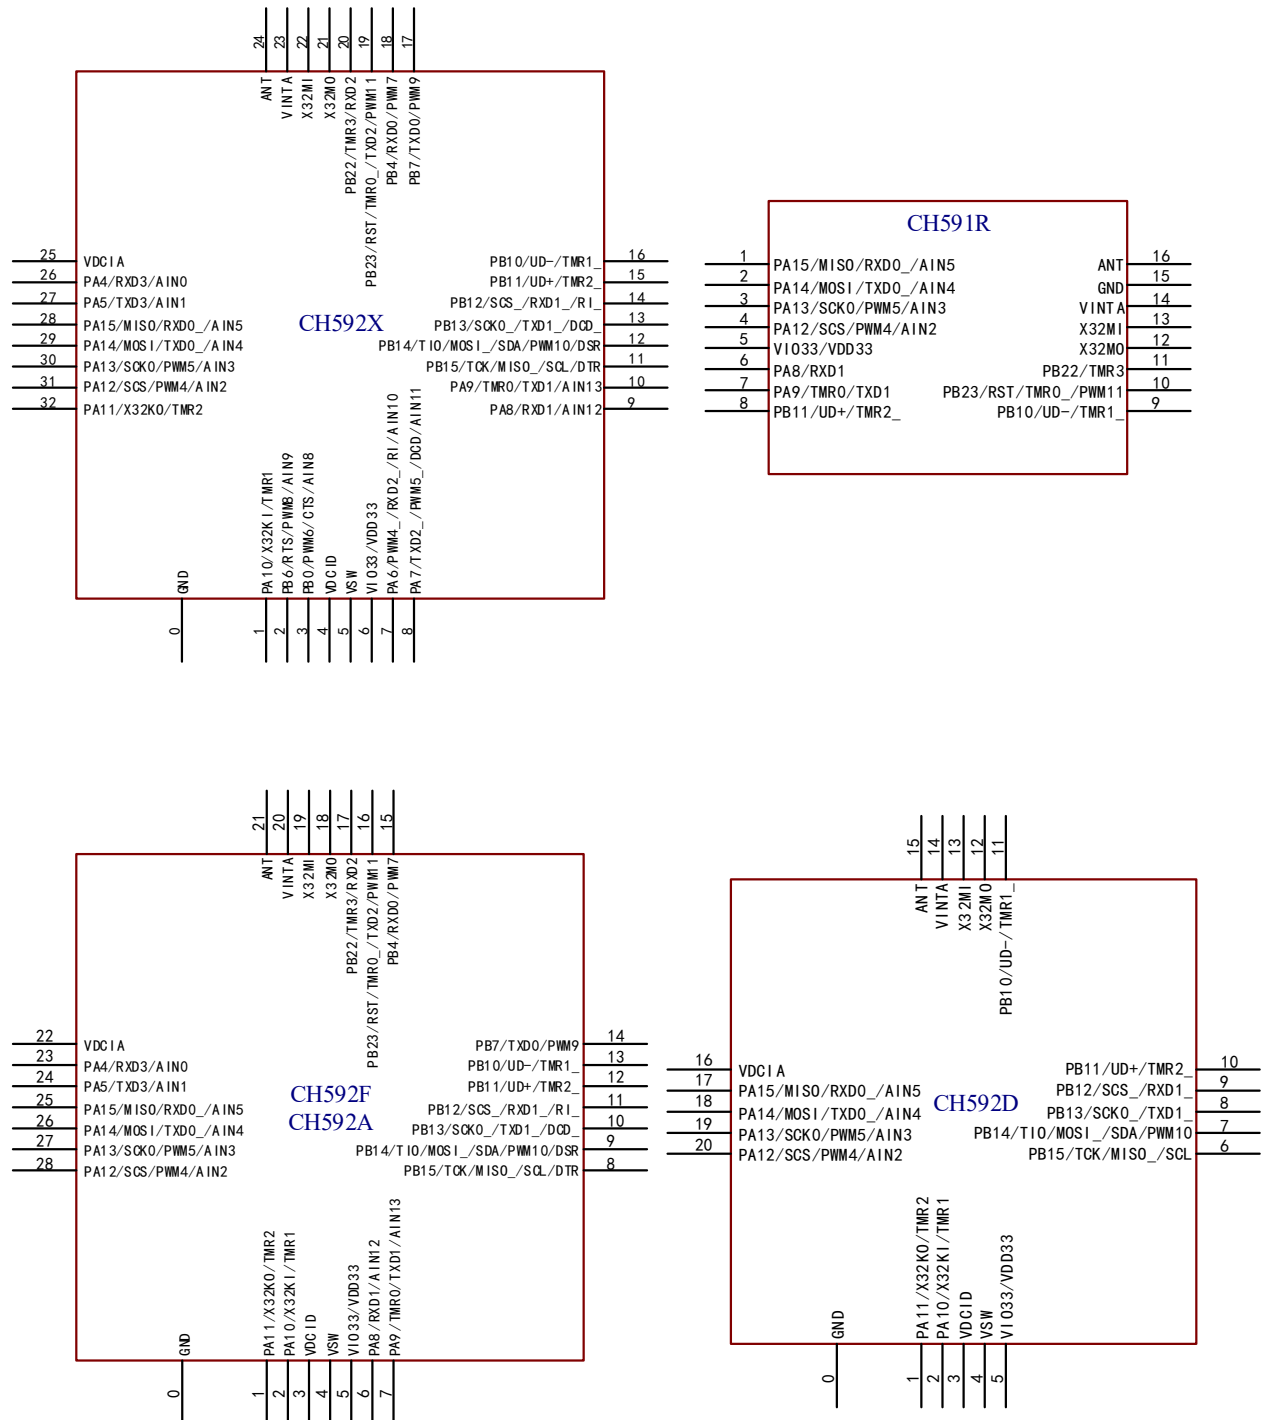 24 23 22 21 20 19 18 17
ANT
VINTA
X32MI
X32MO
PB22/TMR3/RXD2
PB23/RST/TMR0_/TXD2/PWM11
PB4/RXD0/PWM7
PB7/TXD0/PWM9
25 VDCIA
26 PA4/RXD3/AIN0
27 PA5/TXD3/AIN1
28 PA15/MISO/RXD0_/AIN5
29 PA14/MOSI/TXD0_/AIN4
30 PA13/SCK0/PWM5/AIN3
31 PA12/SCS/PWM4/AIN2
32 PA11/X32KO/TMR2
CH592X
PB10/UD-/TMR1_ 16
PB11/UD+/TMR2_ 15
PB12/SCS_/RXD1_/RI_ 14
PB13/SCK0_/TXD1_/DCD_ 13
PB14/TIO/MOSI_/SDA/PWM10/DSR 12
PB15/TCK/MISO_/SCL/DTR 11
PA9/TMR0/TXD1/AIN13 10
PA8/RXD1/AIN12 9
GND
PA10/X32KI/TMR1
PB6/RTS/PWM8/AIN9
PB0/PWM6/CTS/AIN8
VDCID
VSW
VIO33/VDD33
PA6/PWM4_/RXD2_/RI/AIN10
PA7/TXD2_/PWM5_/DCD/AIN11
0 1 2 3 4 5 6 7 8
CH591R
1 PA15/MISO/RXD0_/AIN5
2 PA14/MOSI/TXD0_/AIN4
3 PA13/SCK0/PWM5/AIN3
4 PA12/SCS/PWM4/AIN2
5 VIO33/VDD33
6 PA8/RXD1
7 PA9/TMR0/TXD1
8 PB11/UD+/TMR2_
ANT 16
GND 15
VINTA 14
X32MI 13
X32MO 12
PB22/TMR3 11
PB23/RST/TMR0_/PWM11 10
PB10/UD-/TMR1_ 9
21 20 19 18 17 16 15
ANT
VINTA
X32MI
X32MO
PB22/TMR3/RXD2
PB23/RST/TMR0_/TXD2/PWM11
PB4/RXD0/PWM7
22 VDCIA
23 PA4/RXD3/AIN0
24 PA5/TXD3/AIN1
25 PA15/MISO/RXD0_/AIN5
26 PA14/MOSI/TXD0_/AIN4
27 PA13/SCK0/PWM5/AIN3
28 PA12/SCS/PWM4/AIN2
CH592F
CH592A
PB7/TXD0/PWM9 14
PB10/UD-/TMR1_ 13
PB11/UD+/TMR2_ 12
PB12/SCS_/RXD1_/RI_ 11
PB13/SCK0_/TXD1_/DCD_ 10
PB14/TIO/MOSI_/SDA/PWM10/DSR 9
PB15/TCK/MISO_/SCL/DTR 8
GND
PA11/X32KO/TMR2
PA10/X32KI/TMR1
VDCID
VSW
VIO33/VDD33
PA8/RXD1/AIN12
PA9/TMR0/TXD1/AIN13
0 1 2 3 4 5 6 7
15 14 13 12 11
ANT
VINTA
X32MI
X32MO
PB10/UD-/TMR1_
16 VDCIA
17 PA15/MISO/RXD0_/AIN5
18 PA14/MOSI/TXD0_/AIN4
19 PA13/SCK0/PWM5/AIN3
20 PA12/SCS/PWM4/AIN2
CH592D
PB11/UD+/TMR2_ 10
PB12/SCS_/RXD1_ 9
PB13/SCK0_/TXD1_ 8
PB14/TIO/MOSI_/SDA/PWM10 7
PB15/TCK/MISO_/SCL 6
GND
PA11/X32KO/TMR2
PA10/X32KI/TMR1
VDCID
VSW
VIO33/VDD33
0 1 2 3 4 5